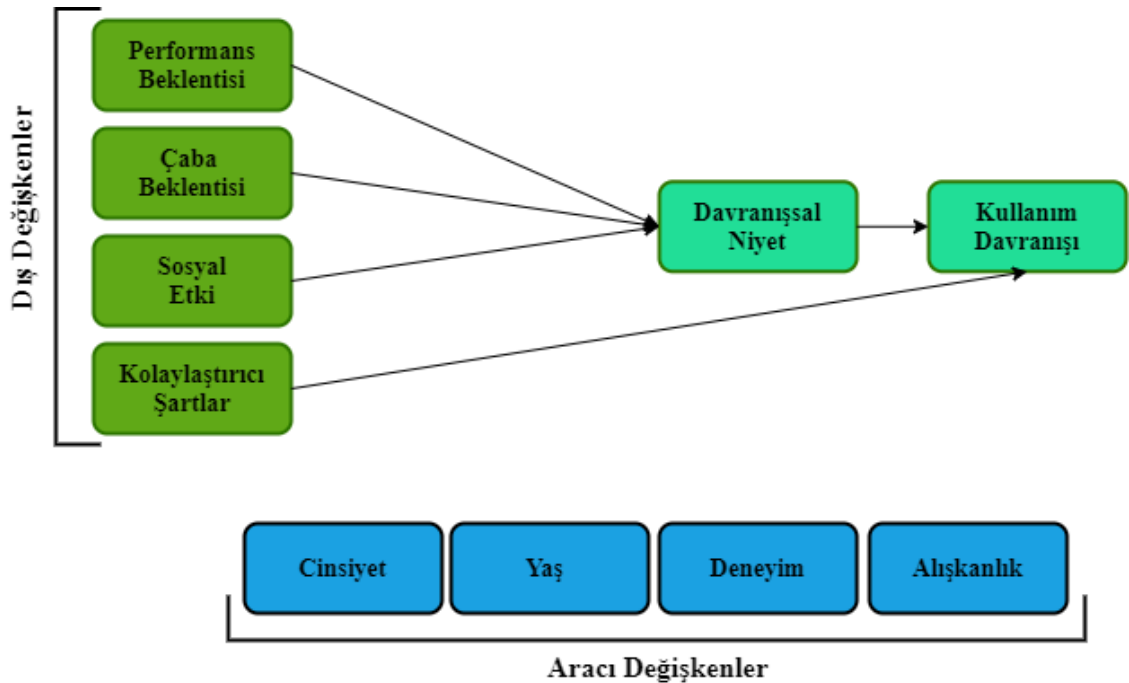 Dış Değişkenler
Performans
Beklentisi
Çaba
Beklentisi
Sosyal
Etki
Kolaylaştırıcı
Şartlar
Davranışsal
Niyet
Kullanım
Davranışı
Cinsiyet
Yaş
Deneyim
Alışkanlık
Aracı Değişkenler